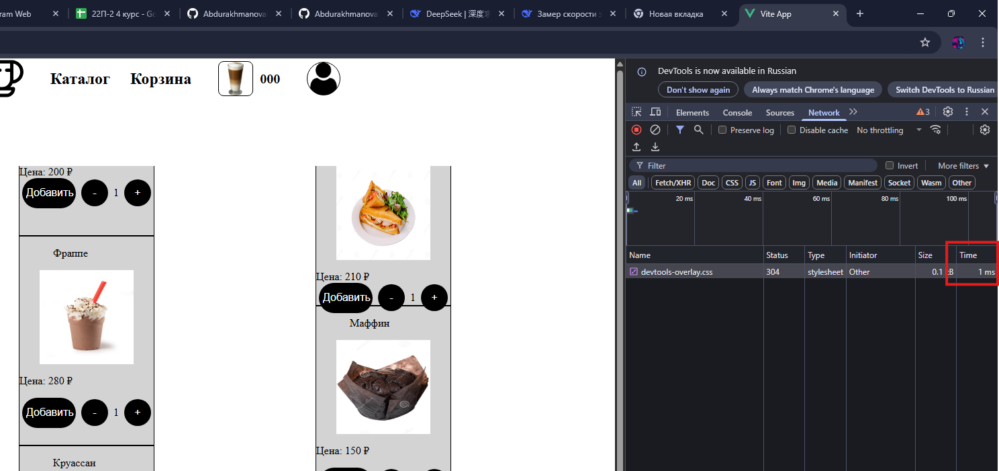 ram Web
22П-2 4 курс - Go
Abdurakhmanova
Abdurakhmanova
DeepSeek | 深度求
Замер скорости з
Новая вкладка
Vite App
Каталог
Корзина
000
Цена: 200 ₽
Добавить - 1 +
Фраппе
Цена: 280 ₽
Добавить - 1 +
Круассан
Цена: 210 ₽
Добавить - 1 +
Маффин
Цена: 150 ₽
DevTools is now available in Russian
Don't show again Always match Chrome's language Switch DevTools to Russian
Elements Console Sources Network 3
Preserve log Disable cache No throttling
Filter Invert More filters
All Fetch/XHR Doc CSS JS Font Img Media Manifest Socket Wasm Other
20 ms 40 ms 60 ms 80 ms 100 ms
Name Status Type Initiator Size Time
devtools-overlay.css 304 stylesheet Other 0.1 kB 1 ms